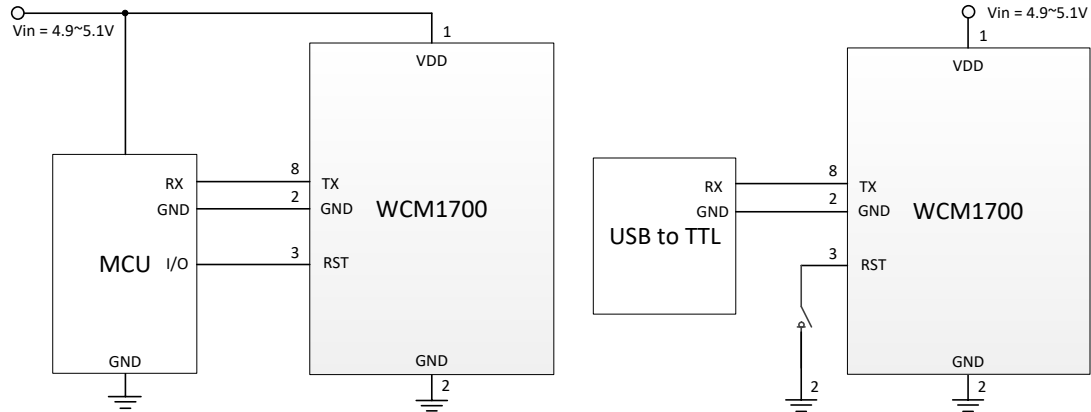 Vin = 4.9~5.1V
1
VDD
RX
8
TX
GND
2
GND
WCM1700
MCU
I/O
3
RST
GND
GND
2
Vin = 4.9~5.1V
1
VDD
RX
8
TX
GND
2
GND
WCM1700
USB to TTL
3
RST
2
GND
2